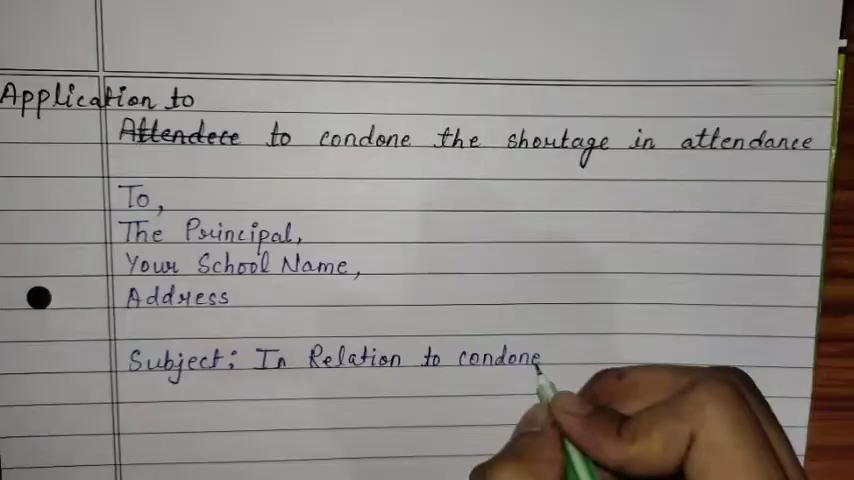 Application to
Attendece to condone the shortage in attendance
To,
The Principal,
Your School Name,
Address
Subject: In Relation to condone